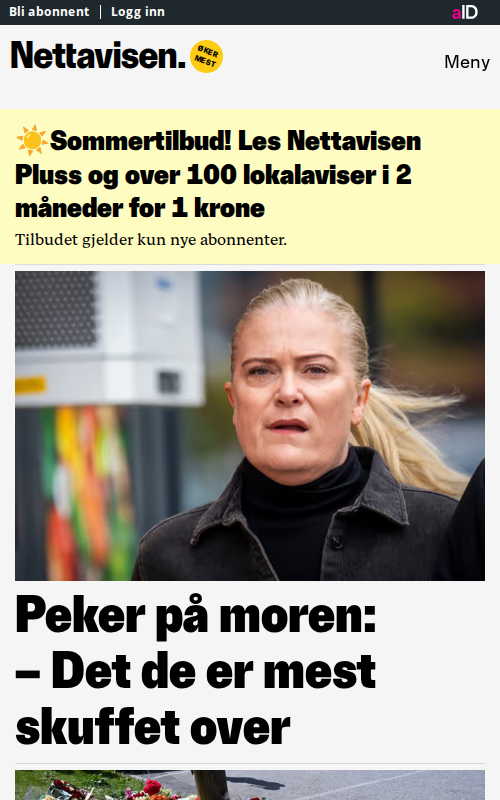 Bli abonnent | Logg inn
aID
Nettavisen.
ØKER
MEST
Meny
☀️Sommertilbud! Les Nettavisen
Pluss og over 100 lokalaviser i 2
måneder for 1 krone
Tilbudet gjelder kun nye abonnenter.
Peker på moren:
– Det de er mest
skuffet over